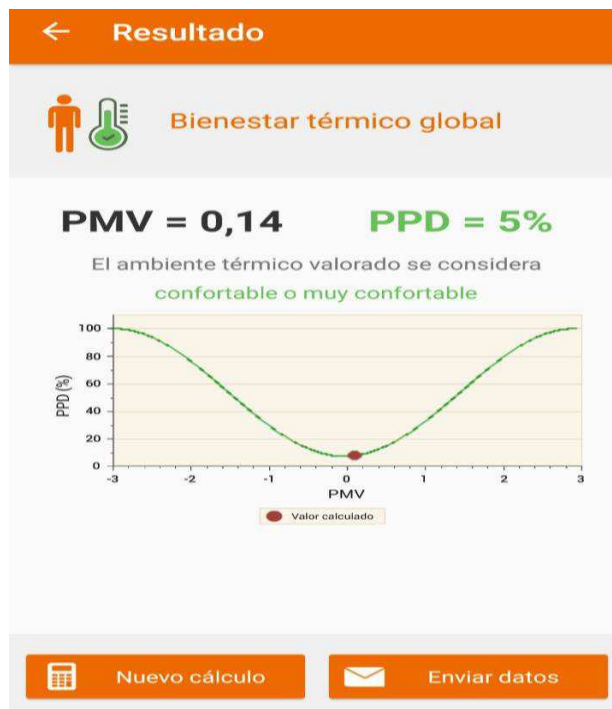 Resultado
Bienestar térmico global
PMV = 0,14 PPD = 5%
El ambiente térmico valorado se considera
confortable o muy confortable
100
80
60
40
20
0
PPD (%)
-3 -2 -1 0 1 2 3
PMV
Valor calculado
Nuevo cálculo Enviar datos